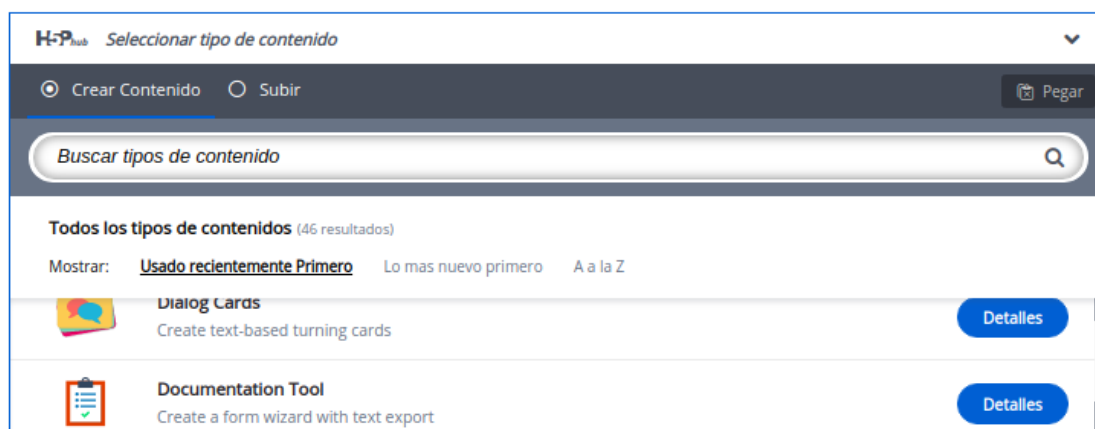 H5Phub Seleccionar tipo de contenido
Crear Contenido Subir Pegar
Buscar tipos de contenido
Todos los tipos de contenidos (46 resultados)
Mostrar: Usado recientemente Primero Lo mas nuevo primero A a la Z
Dialog Cards
Create text-based turning cards
Detalles
Documentation Tool
Create a form wizard with text export
Detalles